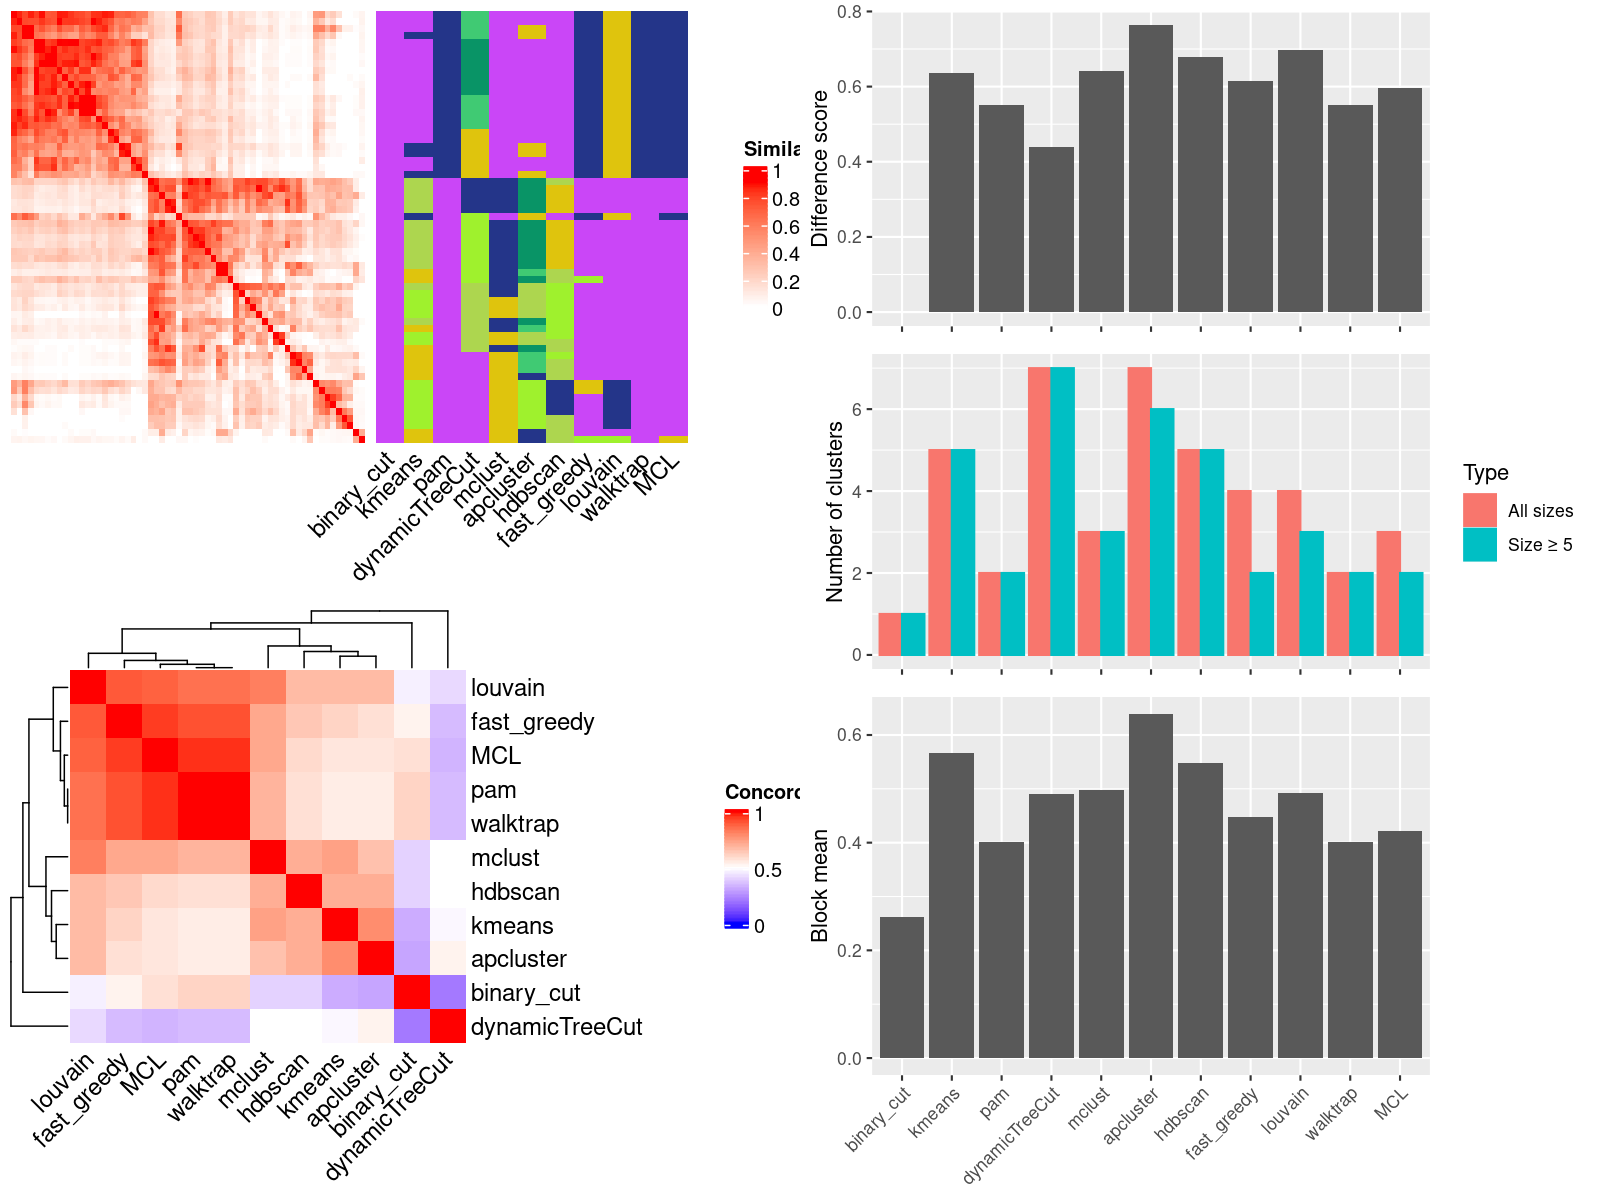 Simila
1
0.8
0.6
0.4
0.2
0
binary_cut
kmeans
pam
dynamicTreeCut
mclust
apcluster
hdbscan
fast_greedy
louvain
walktrap
MCL
louvain
fast_greedy
MCL
pam
walktrap
mclust
hdbscan
kmeans
apcluster
binary_cut
dynamicTreeCut
louvain
fast_greedy
MCL
pam
walktrap
mclust
hdbscan
kmeans
apcluster
binary_cut
dynamicTreeCut
Concord
1
0.5
0
Difference score
0.8
0.6
0.4
0.2
0.0
Number of clusters
6
4
2
0
Type
All sizes
Size ≥ 5
Block mean
0.6
0.4
0.2
0.0
binary_cut
kmeans
pam
dynamicTreeCut
mclust
apcluster
hdbscan
fast_greedy
louvain
walktrap
MCL